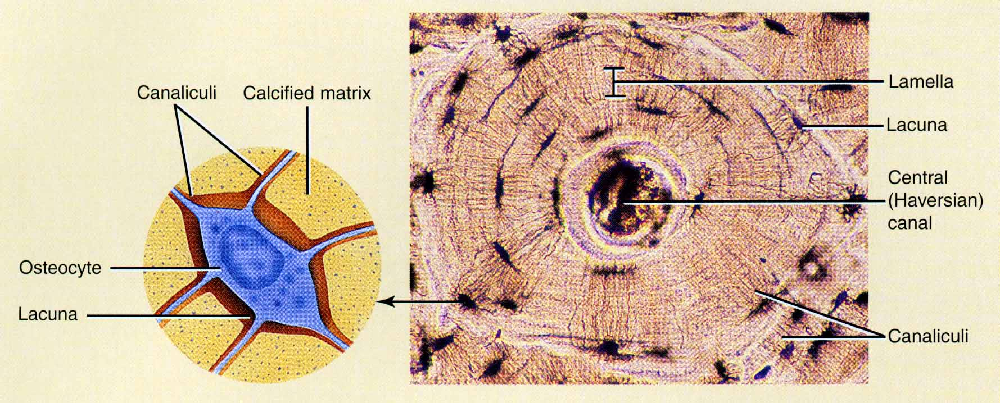 Canaliculi
Calcified matrix
Osteocyte
Lacuna
Lamella
Lacuna
Central
(Haversian)
canal
Canaliculi